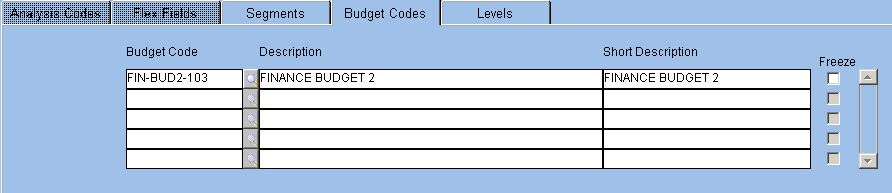 Analysis Codes Flex Fields Segments Budget Codes Levels
Budget Code Description Short Description Freeze
FIN-BUD2-103 FINANCE BUDGET 2 FINANCE BUDGET 2